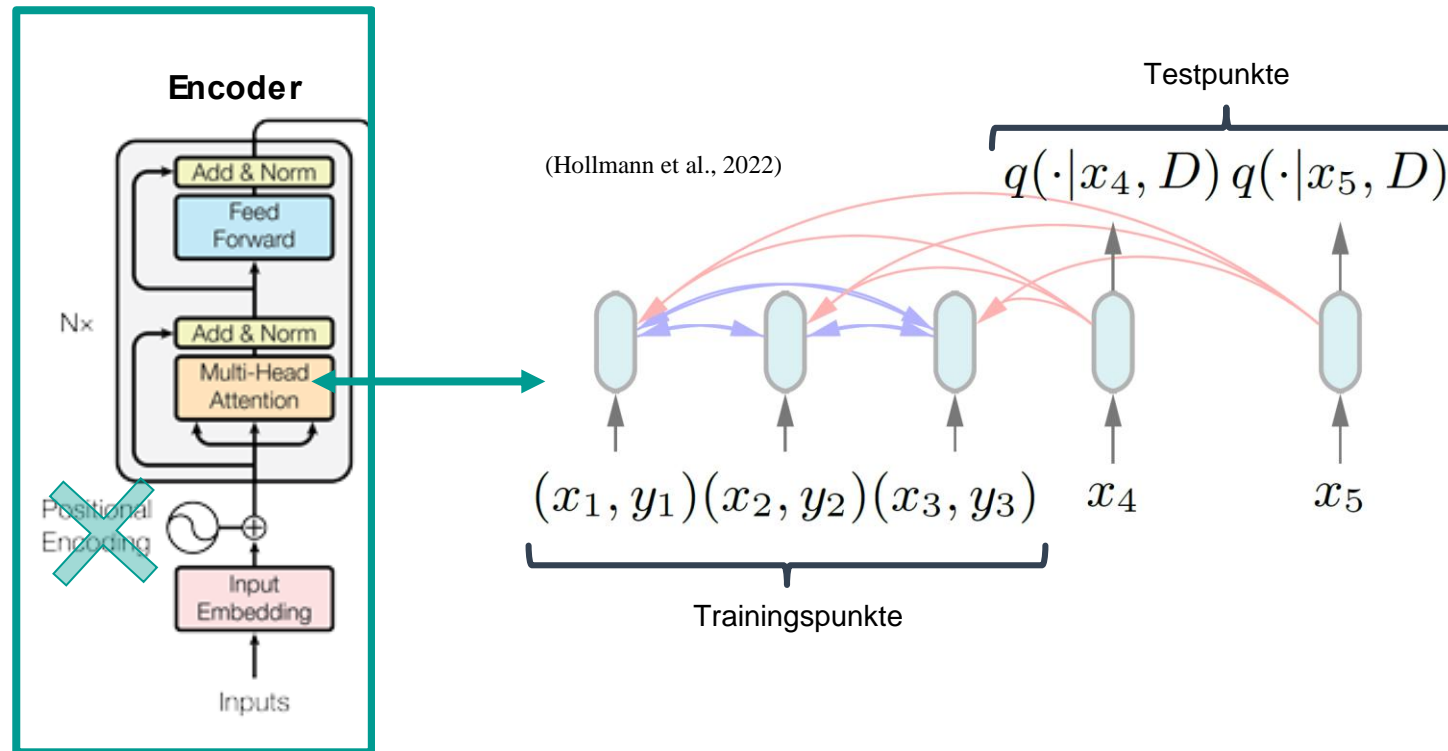 Encoder
Add & Norm
Feed
Forward
N×
Add & Norm
Multi-Head
Attention
Positional
Encoding
Input
Embedding
Inputs
(Hollmann et al., 2022)
Testpunkte
q(·|x₄, D) q(·|x₅, D)
(x₁, y₁)(x₂, y₂)(x₃, y₃) x₄ x₅
Trainingspunkte